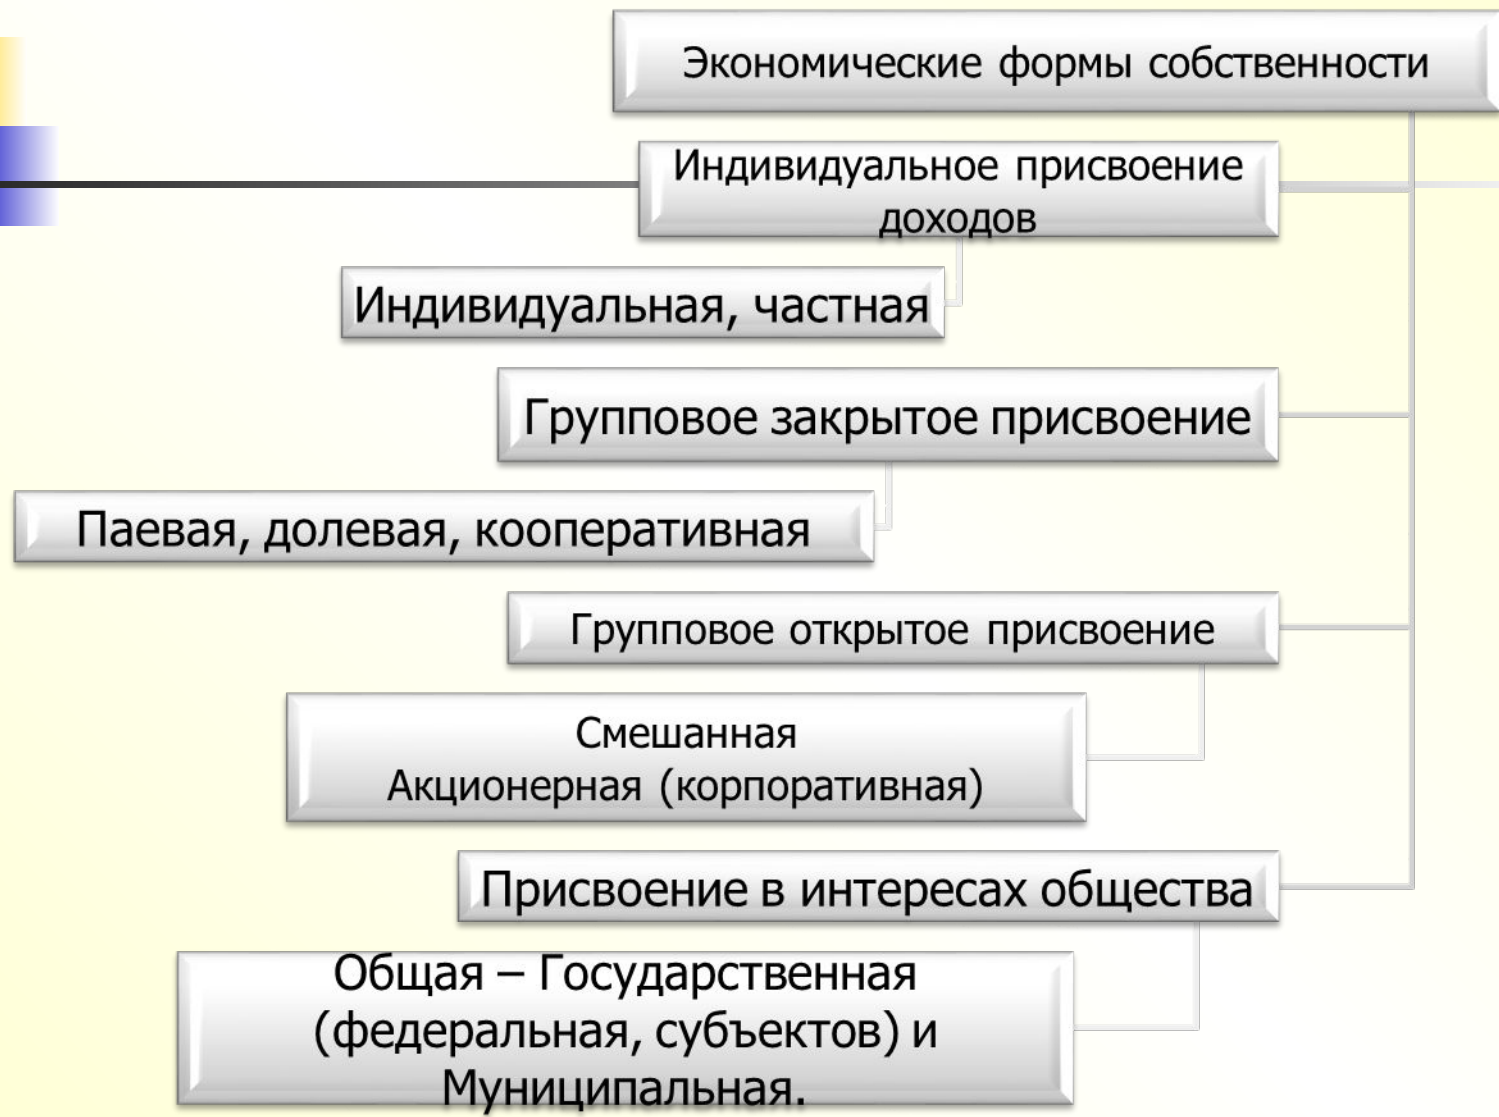 Экономические формы собственности
Индивидуальное присвоение
доходов
Индивидуальная, частная
Групповое закрытое присвоение
Паевая, долевая, кооперативная
Групповое открытое присвоение
Смешанная
Акционерная (корпоративная)
Присвоение в интересах общества
Общая – Государственная
(федеральная, субъектов) и
Муниципальная.